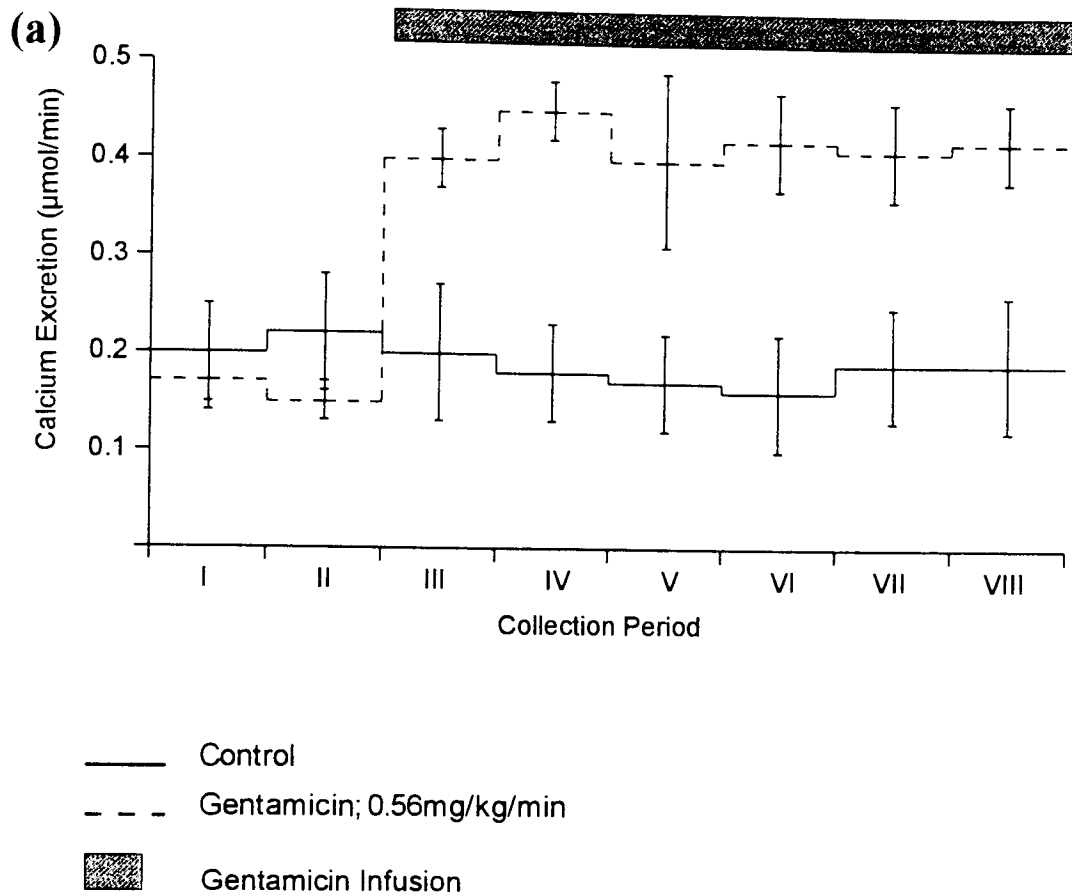 (a)
0.5
0.4
0.3
0.2
0.1
Calcium Excretion (µmol/min)
I II III IV V VI VII VIII
Collection Period
Control
Gentamicin; 0.56mg/kg/min
Gentamicin Infusion